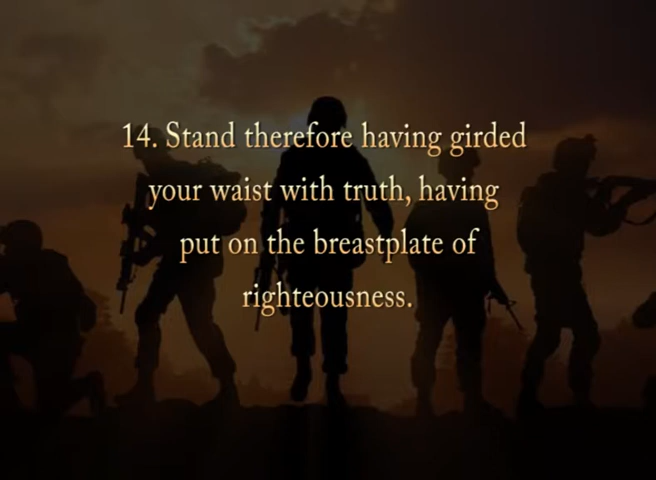 14. Stand therefore having girded
your waist with truth, having
put on the breastplate of
righteousness.